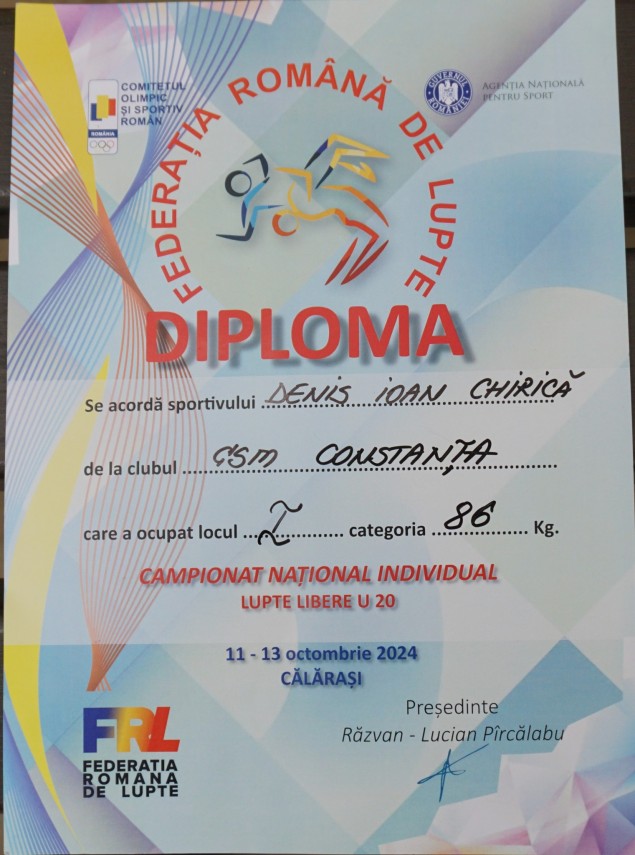 COMITETUL
OLIMPIC
ȘI SPORTIV
ROMÂN
ROMÂNIA
GUVERNUL ROMÂNIEI
AGENȚIA NAȚIONALĂ
PENTRU SPORT
FEDERAȚIA ROMÂNĂ DE LUPTE
DIPLOMA
Se acordă sportivului DENIS IOAN CHIRICĂ
de la clubul CSM CONSTANȚA
care a ocupat locul I categoria 86 Kg.
CAMPIONAT NAȚIONAL INDIVIDUAL
LUPTE LIBERE U 20
11 - 13 octombrie 2024
CĂLĂRAȘI
Președinte
Răzvan - Lucian Pîrcălabu
FRL
FEDERATIA
ROMANA
DE LUPTE